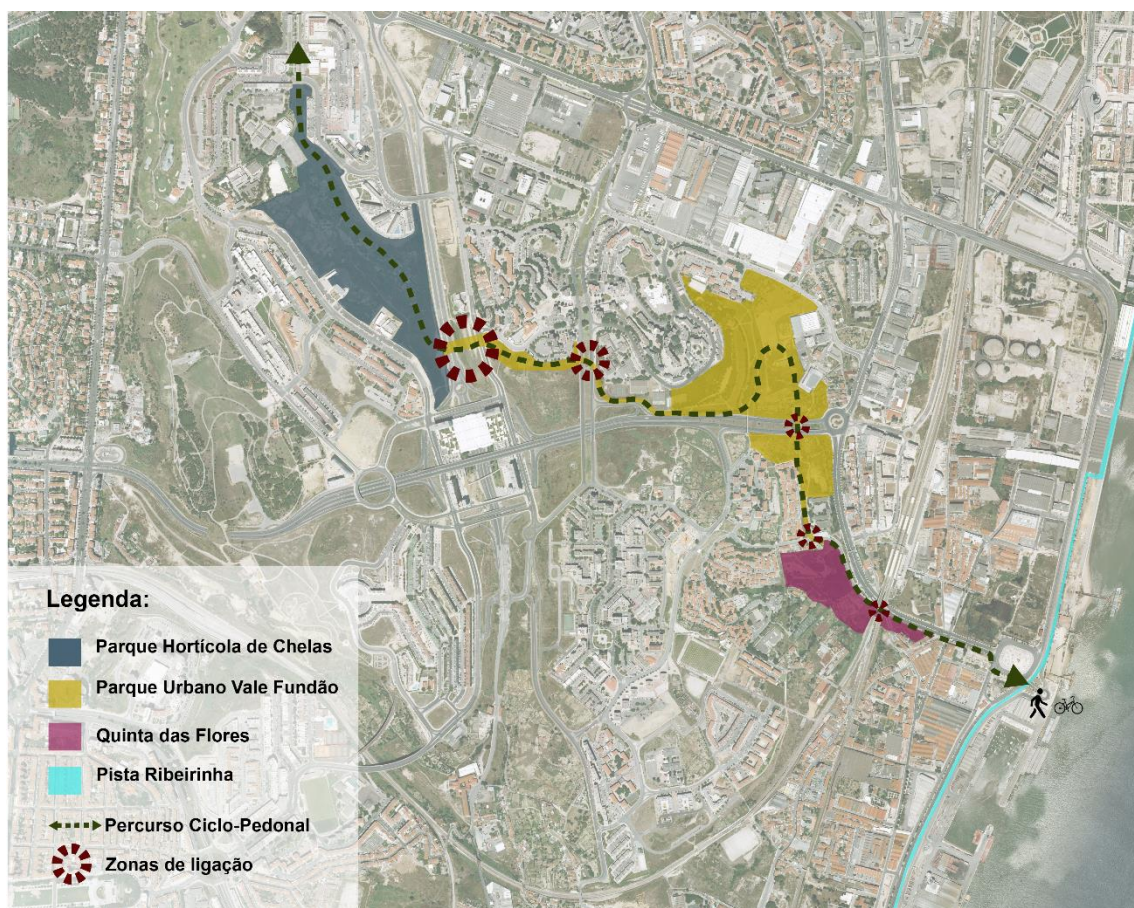 Legenda:
Parque Hortícola de Chelas
Parque Urbano Vale Fundão
Quinta das Flores
Pista Ribeirinha
Percurso Ciclo-Pedonal
Zonas de ligação